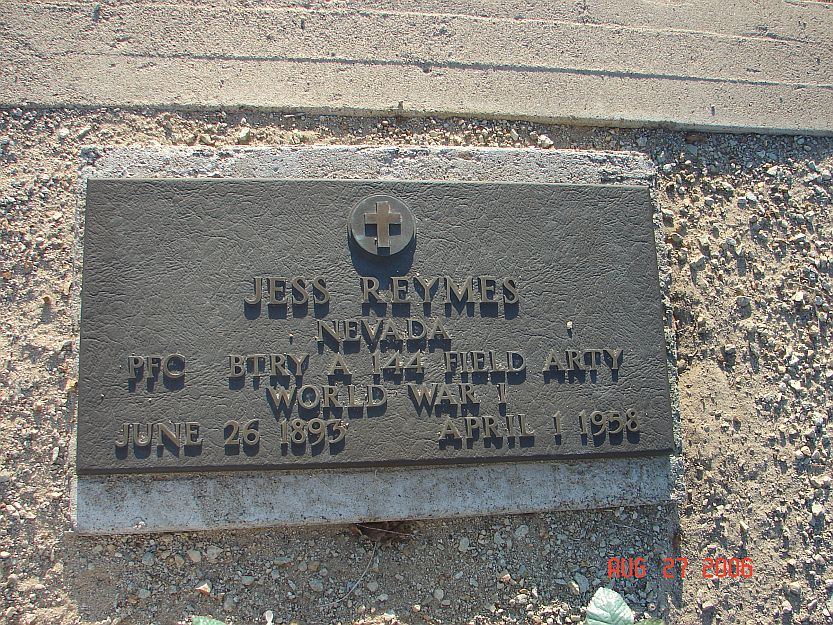 JESS REYMES
NEVADA
PFC BTRY A 144 FIELD ARTY
WORLD WAR I
JUNE 26 1893 APRIL 1 1958
AUG 27 2006